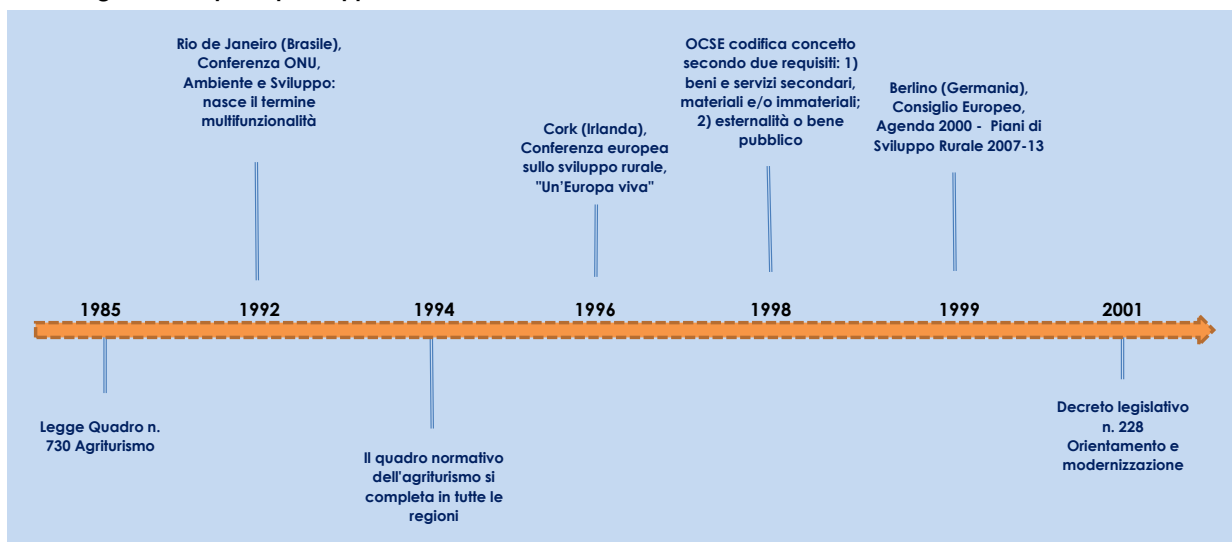 Rio de Janeiro (Brasile),
Conferenza ONU,
Ambiente e Sviluppo:
nasce il termine
multifunzionalità
Cork (Irlanda),
Conferenza europea
sullo sviluppo rurale,
"Un'Europa viva"
OCSE codifica concetto
secondo due requisiti: 1)
beni e servizi secondari,
materiali e/o immateriali;
2) esternalità o bene
pubblico
Berlino (Germania),
Consiglio Europeo,
Agenda 2000 - Piani di
Sviluppo Rurale 2007-13
1985 1992 1994 1996 1998 1999 2001
Legge Quadro n.
730 Agriturismo
Il quadro normativo
dell'agriturismo si
completa in tutte le
regioni
Decreto legislativo
n. 228
Orientamento e
modernizzazione